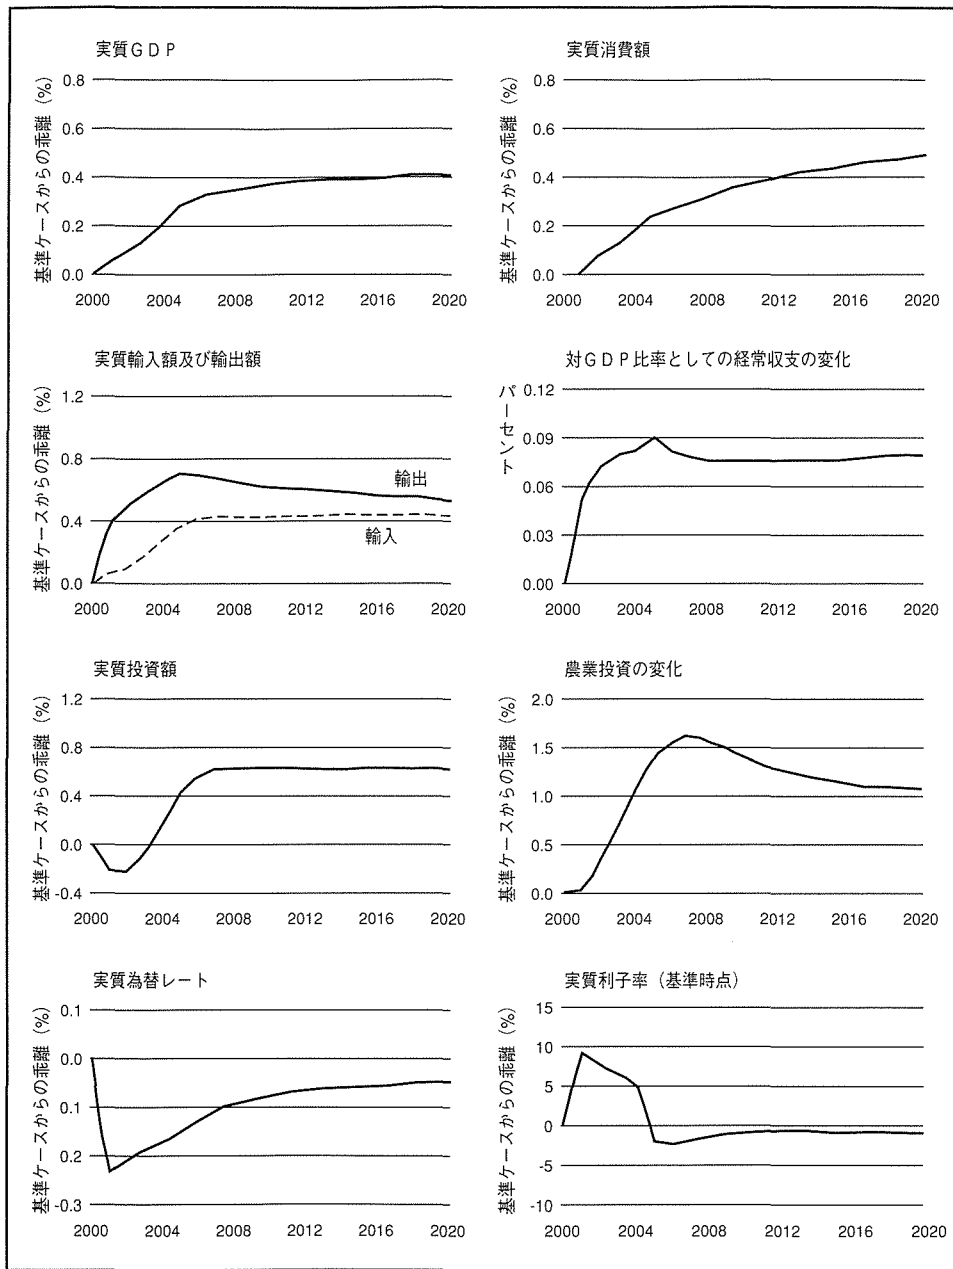 実質GDP
基準ケースからの乖離 (%)
0.8
0.6
0.4
0.2
0.0
2000 2004 2008 2012 2016 2020
実質消費額
基準ケースからの乖離 (%)
0.8
0.6
0.4
0.2
0.0
2000 2004 2008 2012 2016 2020
実質輸入額及び輸出額
基準ケースからの乖離 (%)
1.2
0.8
0.4
0.0
輸出
輸入
2000 2004 2008 2012 2016 2020
対GDP比率としての経常収支の変化
パーセント
0.12
0.09
0.06
0.03
0.00
2000 2004 2008 2012 2016 2020
実質投資額
基準ケースからの乖離 (%)
1.2
0.8
0.4
0.0
-0.4
2000 2004 2008 2012 2016 2020
農業投資の変化
基準ケースからの乖離 (%)
2.0
1.5
1.0
0.5
0.0
2000 2004 2008 2012 2016 2020
実質為替レート
基準ケースからの乖離 (%)
0.1
0.0
0.1
0.2
-0.3
2000 2004 2008 2012 2016 2020
実質利子率 (基準時点)
基準ケースからの乖離 (%)
15
10
5
0
-5
-10
2000 2004 2008 2012 2016 2020